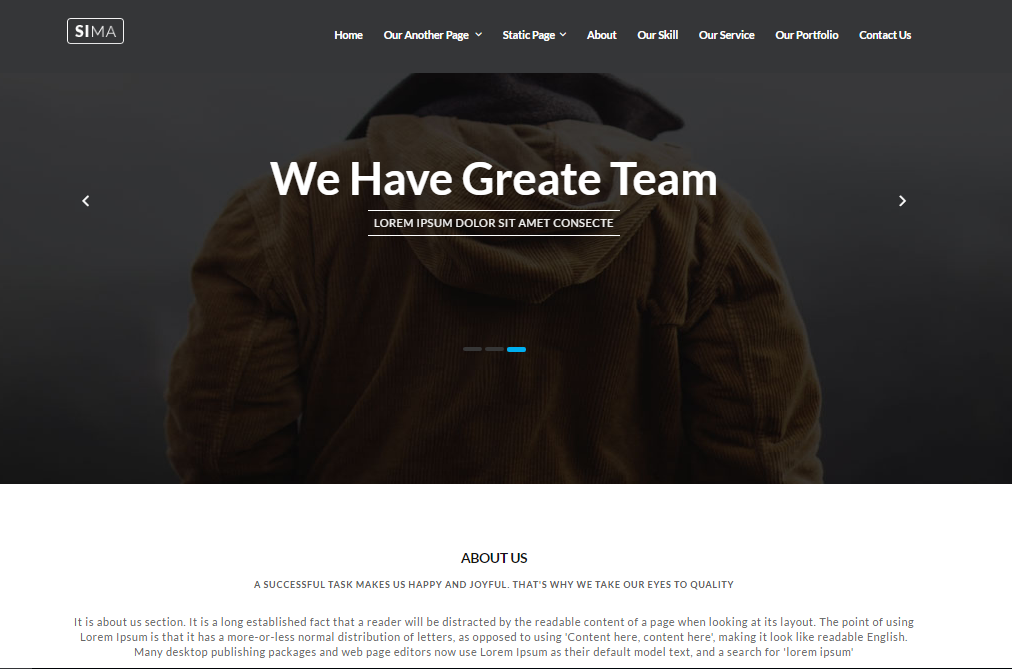 SIMA
Home Our Another Page Static Page About Our Skill Our Service Our Portfolio Contact Us
We Have Greate Team
LOREM IPSUM DOLOR SIT AMET CONSECTE
ABOUT US
A SUCCESSFUL TASK MAKES US HAPPY AND JOYFUL. THAT'S WHY WE TAKE OUR EYES TO QUALITY
It is about us section. It is a long established fact that a reader will be distracted by the readable content of a page when looking at its layout. The point of using
Lorem Ipsum is that it has a more-or-less normal distribution of letters, as opposed to using 'Content here, content here', making it look like readable English.
Many desktop publishing packages and web page editors now use Lorem Ipsum as their default model text, and a search for 'lorem ipsum'